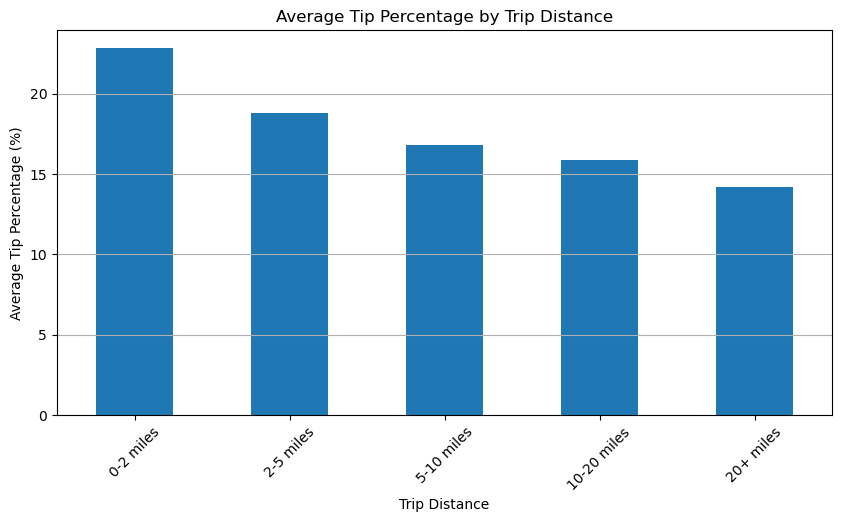 Average Tip Percentage by Trip Distance
Average Tip Percentage (%)
20
15
10
5
0
0-2 miles
2-5 miles
5-10 miles
10-20 miles
20+ miles
Trip Distance